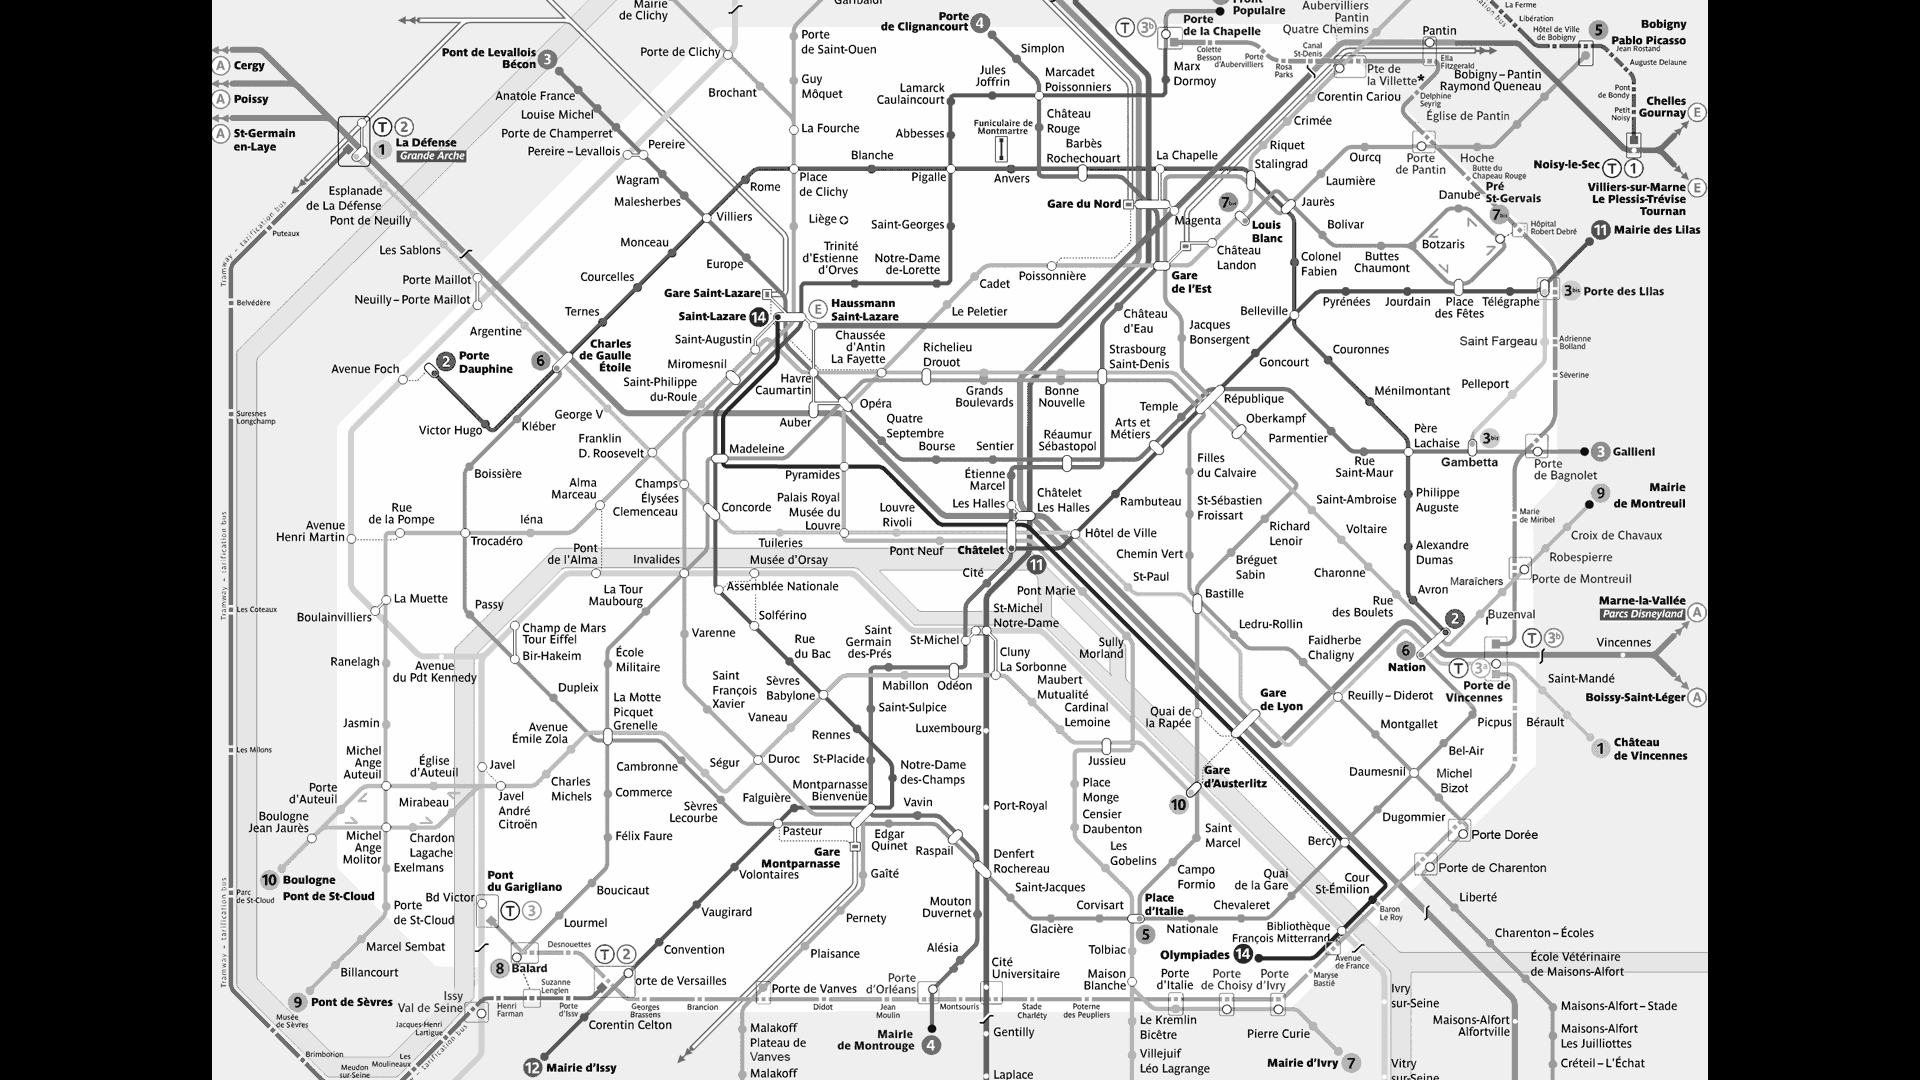 Mairie
de Clichy
Garibaldi
Porte
de Clignancourt
4
Front
Populaire
Porte
de la Chapelle
T 3b
Aubervilliers
Pantin
Quatre Chemins
La Ferme
Libération
Hôtel de Ville
de Bobigny
5
Bobigny
Pablo Picasso
Jean Rostand
Auguste Delaune
Pont
de Bondy
Petit
Noisy
Pont de Levallois
Bécon
3
Porte de Clichy
Porte
de Saint-Ouen
Simplon
Colette
Besson
Porte
d'Aubervilliers
Rosa
Parks
Canal
St-Denis
Pantin
Ella
Fitzgerald
A Cergy
A Poissy
A St-Germain
en-Laye
T 2
1 La Défense
Grande Arche
Anatole France
Louise Michel
Porte de Champerret
Pereire – Levallois
Pereire
Brochant
Guy
Môquet
La Fourche
Jules
Joffrin
Marcadet
Poissonniers
Marx
Dormoy
Lamarck
Caulaincourt
Abbesses
Funiculaire de
Montmartre
Château
Rouge
Barbès
Rochechouart
La Chapelle
Pte de
la Villette*
Corentin Cariou
Crimée
Riquet
Stalingrad
Delphine
Seyrig
Bobigny – Pantin
Raymond Queneau
Église de Pantin
Chelles
Gournay
E
Noisy-le-Sec
T 1
Villiers-sur-Marne
Le Plessis-Trévise
Tournan
E
Ourcq
Porte
de Pantin
Hoche
Butte du
Chapeau Rouge
Laumière
Danube
Pré
St-Gervais
7bis
Hôpital
Robert Debré
11 Mairie des Lilas
Esplanade
de La Défense
Pont de Neuilly
Les Sablons
Porte Maillot
Neuilly – Porte Maillot
Argentine
Puteaux
Tramway – tarification bus
Belvédère
Wagram
Malesherbes
Villiers
Monceau
Courcelles
Ternes
Rome
Place
de Clichy
Liège
Europe
Blanche
Pigalle
Anvers
Saint-Georges
Trinité
d'Estienne
d'Orves
Notre-Dame
de-Lorette
Gare du Nord
Magenta
7bis
Louis
Blanc
Château
Landon
Jaurès
Bolivar
Buttes
Chaumont
Botzaris
Colonel
Fabien
Poissonnière
Cadet
Le Peletier
Gare
de l'Est
Belleville
Pyrénées
Jourdain
Place
des Fêtes
Télégraphe
3bis Porte des Lilas
Gare Saint-Lazare
Saint-Lazare 14
E Haussmann
Saint-Lazare
Saint-Augustin
Miromesnil
Saint-Philippe
du-Roule
Charles
de Gaulle
Étoile
6
2 Porte
Dauphine
Avenue Foch
Victor Hugo
Kléber
George V
Franklin
D. Roosevelt
Boissière
Alma
Marceau
Iéna
Trocadéro
Rue
de la Pompe
Avenue
Henri Martin
Chaussée
d'Antin
La Fayette
Havre
Caumartin
Auber
Opéra
Richelieu
Drouot
Grands
Boulevards
Bonne
Nouvelle
Château
d'Eau
Strasbourg
Saint-Denis
Jacques
Bonsergent
Goncourt
République
Oberkampf
Parmentier
Rue
Saint-Maur
Couronnes
Ménilmontant
Père
Lachaise
Saint Fargeau
Adrienne
Bolland
Séverine
Pelleport
3bis
Gambetta
Porte
de Bagnolet
3 Gallieni
9 Mairie
de Montreuil
Croix de Chavaux
Robespierre
Porte de Montreuil
Marie
de Miribel
Maraîchers
Buzenval
Philippe
Auguste
Alexandre
Dumas
Avron
Quatre
Septembre
Bourse
Sentier
Réaumur
Sébastopol
Arts et
Métiers
Temple
Filles
du Calvaire
St-Sébastien
Froissart
Chemin Vert
Richard
Lenoir
Bréguet
Sabin
Saint-Ambroise
Voltaire
Charonne
Rue
des Boulets
Madeleine
Pyramides
Concorde
Champs
Élysées
Clemenceau
Palais Royal
Musée du
Louvre
Louvre
Rivoli
Étienne
Marcel
Les Halles
Châtelet
Les Halles
Rambuteau
Hôtel de Ville
Châtelet
11
Tuileries
Musée d'Orsay
Pont Neuf
Cité
Pont Marie
St-Paul
Bastille
Ledru-Rollin
Faidherbe
Chaligny
2
6
Nation
T 3b
T 3a
Porte de
Vincennes
Marne-la-Vallée
Parcs Disneyland
A
Vincennes
Saint-Mandé
Boissy-Saint-Léger A
Bérault
1 Château
de Vincennes
Suresnes
Longchamp
Tramway – tarification bus
Les Coteaux
Les Milons
Boulainvilliers
La Muette
Passy
Ranelagh
Jasmin
Avenue
du Pdt Kennedy
Pont
de l'Alma
Invalides
La Tour
Maubourg
Champ de Mars
Tour Eiffel
Bir-Hakeim
Dupleix
École
Militaire
La Motte
Picquet
Grenelle
Varenne
Assemblée Nationale
Solférino
Rue
du Bac
Saint
François
Xavier
Sèvres
Babylone
Vaneau
Saint
Germain
des-Prés
St-Michel
St-Michel
Notre-Dame
Cluny
La Sorbonne
Maubert
Mutualité
Cardinal
Lemoine
Mabillon
Odéon
Saint-Sulpice
Luxembourg
Rennes
St-Placide
Sully
Morland
Quai de
la Rapée
Gare
de Lyon
Jussieu
Gare
d'Austerlitz
10
Place
Monge
Censier
Daubenton
Les
Gobelins
Saint
Marcel
Campo
Formio
Reuilly – Diderot
Montgallet
Daumesnil
Picpus
Bel-Air
Michel
Bizot
Dugommier
Bercy
Porte Dorée
Porte de Charenton
Michel
Ange
Auteuil
Église
d'Auteuil
Porte
d'Auteuil
Boulogne
Jean Jaurès
Mirabeau
Michel
Ange
Molitor
Chardon
Lagache
Exelmans
Porte
de St-Cloud
10 Boulogne
Pont de St-Cloud
Parc
de St-Cloud
Javel
Javel
André
Citroën
Avenue
Émile Zola
Charles
Michels
Cambronne
Commerce
Félix Faure
Boucicaut
Lourmel
Sèvres
Lecourbe
Ségur
Duroc
Falguière
Montparnasse
Bienvenüe
Pasteur
Gare
Montparnasse
Notre-Dame
des-Champs
Vavin
Edgar
Quinet
Raspail
Port-Royal
Denfert
Rochereau
Saint-Jacques
Glacière
Corvisart
Place
d'Italie
5
Nationale
Chevaleret
Quai
de la Gare
Cour
St-Émilion
Bibliothèque
François Mitterrand
Olympiades 14
Baron
Le Roy
Avenue
de France
Maryse
Bastié
Liberté
Charenton – Écoles
École Vétérinaire
de Maisons-Alfort
Maisons-Alfort – Stade
Maisons-Alfort
Les Juilliottes
Créteil – L'Échat
Maisons-Alfort
Alfortville
Ivry
sur-Seine
Vitry
sur-Seine
Pont
du Garigliano
Bd Victor
T 3
8 Balard
Desnouettes
T 2
Suzanne
Lenglen
Porte
d'Issy
Henri
Farman
Porte de Versailles
Convention
Vaugirard
Volontaires
Gaîté
Pernety
Plaisance
Mouton
Duvernet
Alésia
Porte
d'Orléans
Mairie
de Montrouge 4
Cité
Universitaire
Tolbiac
Maison
Blanche
Porte
d'Italie
Porte
de Choisy
Porte
d'Ivry
Porte de Vanves
Georges
Brassens
Brancion
Didot
Jean
Moulin
Montsouris
Stade
Charléty
Poterne
des Peupliers
Marcel Sembat
Billancourt
9 Pont de Sèvres
Issy
Val de Seine
Jacques-Henri
Lartigue
Musée
de Sèvres
Brimborion
Meudon
sur-Seine
Les
Moulineaux
Tramway – tarification bus
Corentin Celton
12 Mairie d'Issy
Malakoff
Plateau de
Vanves
Malakoff
Gentilly
Laplace
Le Kremlin
Bicêtre
Villejuif
Léo Lagrange
Pierre Curie
Mairie d'Ivry 7